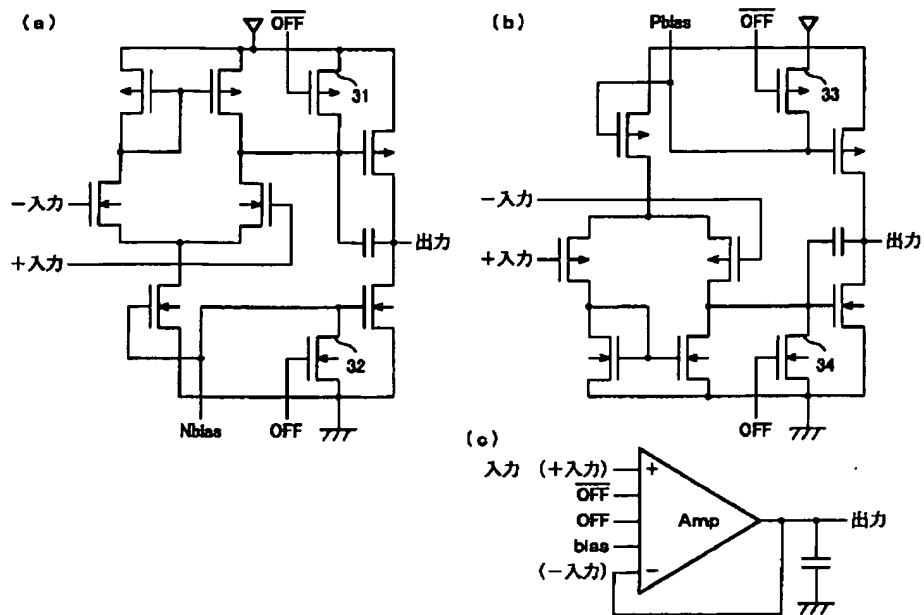 (a)
OFF
31
−入力
+入力
出力
32
Nbias
OFF
(b)
Pbias
OFF
33
−入力
+入力
出力
34
OFF
(c)
入力 (+入力)
OFF
OFF
bias
(−入力)
+
−
Amp
出力